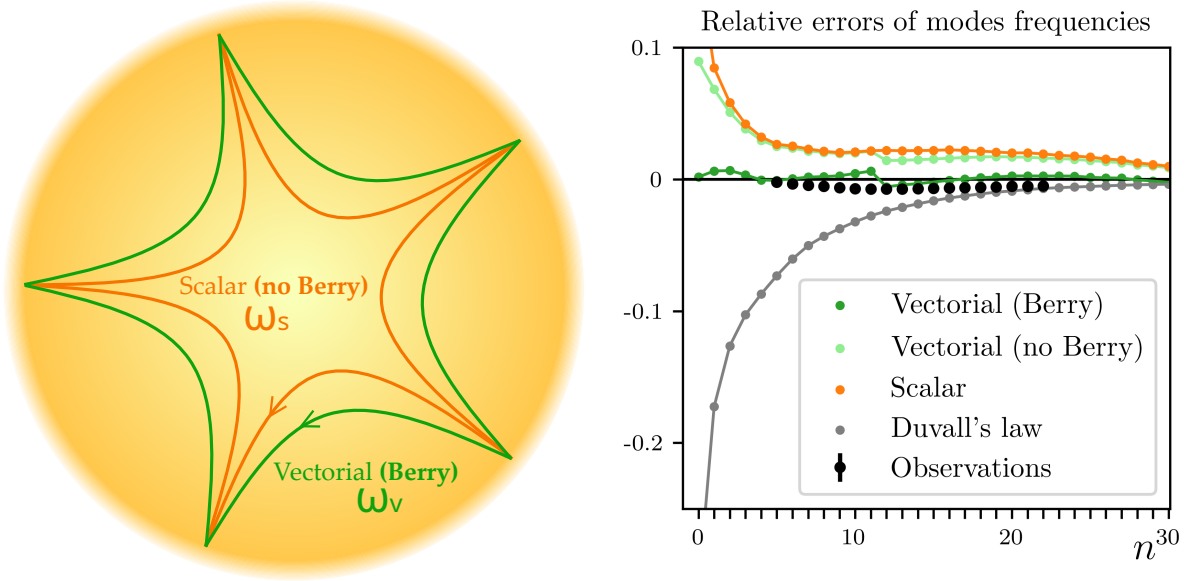 Scalar (no Berry)
ωs
Vectorial (Berry)
ωv
Relative errors of modes frequencies
0.1
0
-0.1
-0.2
Vectorial (Berry)
Vectorial (no Berry)
Scalar
Duvall's law
Observations
0 10 20 30
n